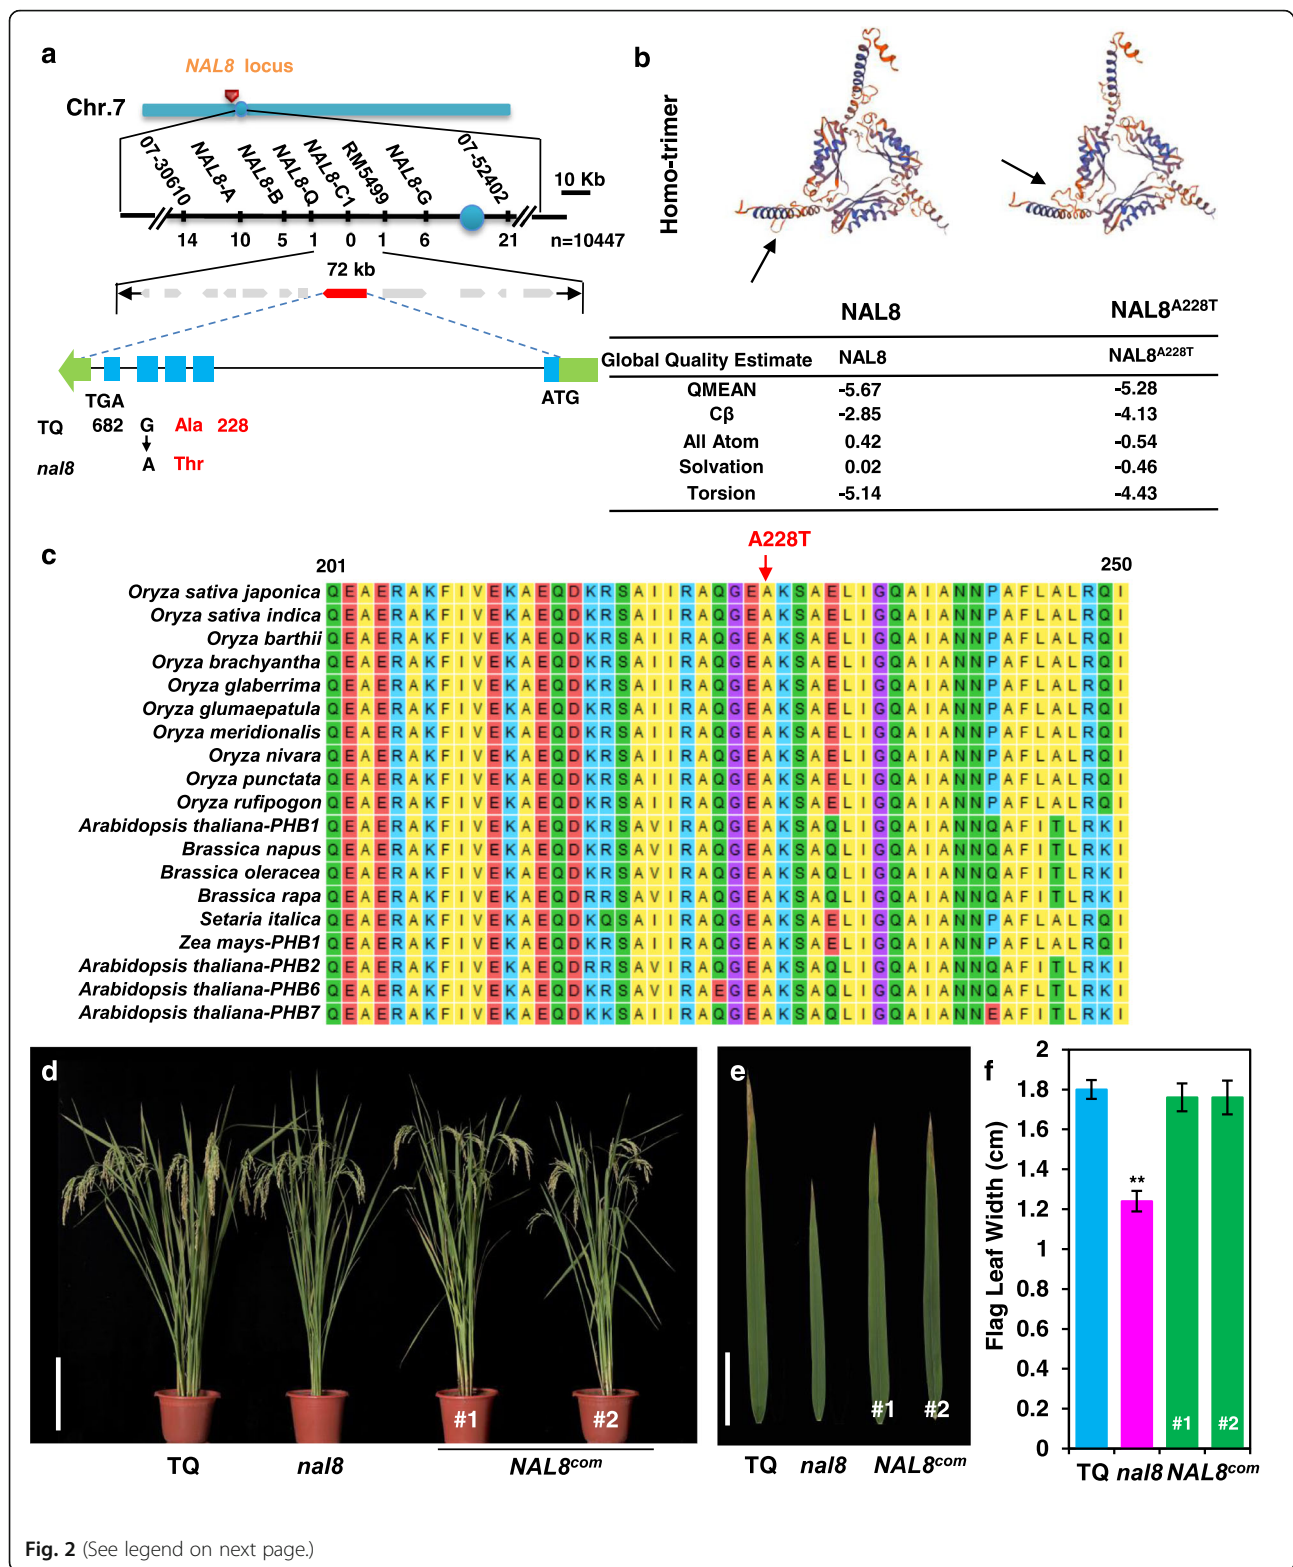 a
NAL8 locus
Chr.7
07-30610
NAL8-A
NAL8-B
NAL8-Q
NAL8-C1
RM5499
NAL8-G
07-52402
10 Kb
14 10 5 1 0 1 6 21 n=10447
72 kb
TGA
ATG
TQ 682 G Ala 228
nal8 A Thr
b
Homo-trimer
NAL8 NAL8A228T
Global Quality Estimate NAL8 NAL8A228T
QMEAN -5.67 -5.28
Cβ -2.85 -4.13
All Atom 0.42 -0.54
Solvation 0.02 -0.46
Torsion -5.14 -4.43
c
A228T
201 250
Oryza sativa japonica QEAERAKFIVEKAEQDKRSAIIRAQGEAKSAELIGQAIANNPAFLALRQI
Oryza sativa indica QEAERAKFIVEKAEQDKRSAIIRAQGEAKSAELIGQAIANNPAFLALRQI
Oryza barthii QEAERAKFIVEKAEQDKRSAIIRAQGEAKSAELIGQAIANNPAFLALRQI
Oryza brachyantha QEAERAKFIVEKAEQDKRSAIIRAQGEAKSAELIGQAIANNPAFLALRQI
Oryza glaberrima QEAERAKFIVEKAEQDKRSAIIRAQGEAKSAELIGQAIANNPAFLALRQI
Oryza glumaepatula QEAERAKFIVEKAEQDKRSAIIRAQGEAKSAELIGQAIANNPAFLALRQI
Oryza meridionalis QEAERAKFIVEKAEQDKRSAIIRAQGEAKSAELIGQAIANNPAFLALRQI
Oryza nivara QEAERAKFIVEKAEQDKRSAIIRAQGEAKSAELIGQAIANNPAFLALRQI
Oryza punctata QEAERAKFIVEKAEQDKRSAIIRAQGEAKSAELIGQAIANNPAFLALRQI
Oryza rufipogon QEAERAKFIVEKAEQDKRSAIIRAQGEAKSAELIGQAIANNPAFLALRQI
Arabidopsis thaliana-PHB1 QEAERAKFIVEKAEQDKRSAVIRAQGEAKSAQLIGQAIANNQAFITLRKI
Brassica napus QEAERAKFIVEKAEQDKRSAVIRAQGEAKSAQLIGQAIANNQAFITLRKI
Brassica oleracea QEAERAKFIVEKAEQDKRSAVIRAQGEAKSAQLIGQAIANNQAFITLRKI
Brassica rapa QEAERAKFIVEKAEQDRRSAVIRAQGEAKSAQLIGQAIANNQAFITLRKI
Setaria italica QEAERAKFIVEKAEQDKQSAIIRAQGEAKSAELIGQAIANNPAFLALRQI
Zea mays-PHB1 QEAERAKFIVEKAEQDKRSAIIRAQGEAKSAELIGQAIANNPAFLALRQI
Arabidopsis thaliana-PHB2 QEAERAKFIVEKAEQDRRSAVIRAQGEAKSAQLIGQAIANNQAFITLRKI
Arabidopsis thaliana-PHB6 QEAERAKFIVEKAEQDKRSAVIRAEGEAKSAQLIGQAIANNQAFLTLRKI
Arabidopsis thaliana-PHB7 QEAERAKFIVEKAEQDKKSAIIRAQGEAKSAQLIGQAIANNEAFITLRKI
d
#1 #2
TQ nal8 NAL8com
e
#1 #2
TQ nal8 NAL8com
f
Flag Leaf Width (cm)
2
1.8
1.6
1.4
1.2
1
0.8
0.6
0.4
0.2
0
**
#1 #2
TQ nal8 NAL8com
Fig. 2 (See legend on next page.)